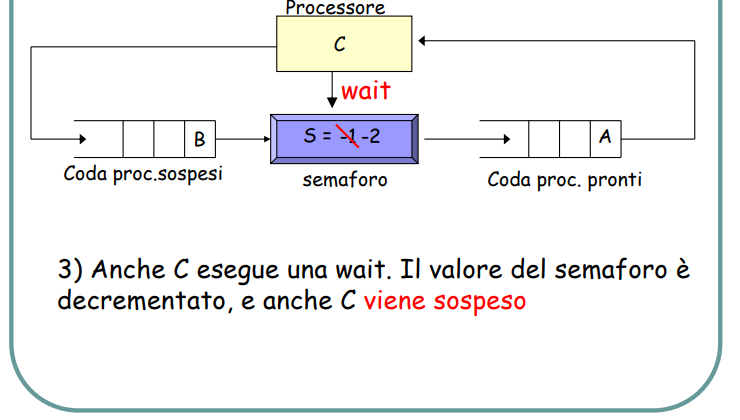 Processore
C
wait
B
S = -1 -2
A
Coda proc.sospesi
semaforo
Coda proc. pronti
3) Anche C esegue una wait. Il valore del semaforo è
decrementato, e anche C viene sospeso